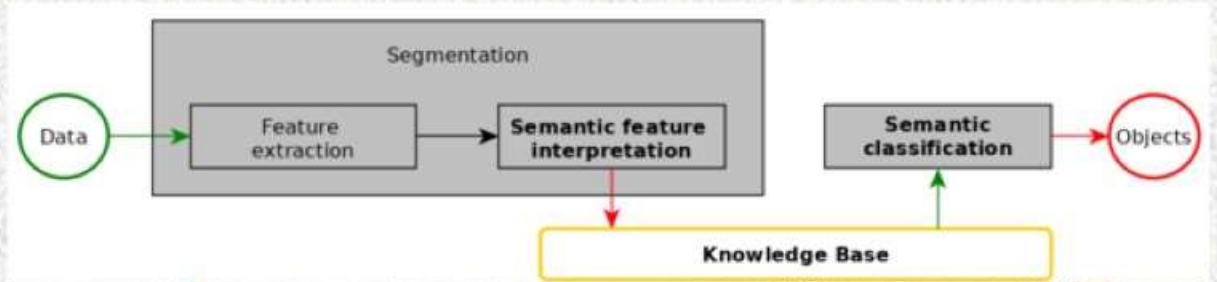 Segmentation
Data
Feature
extraction
Semantic feature
interpretation
Semantic
classification
Objects
Knowledge Base